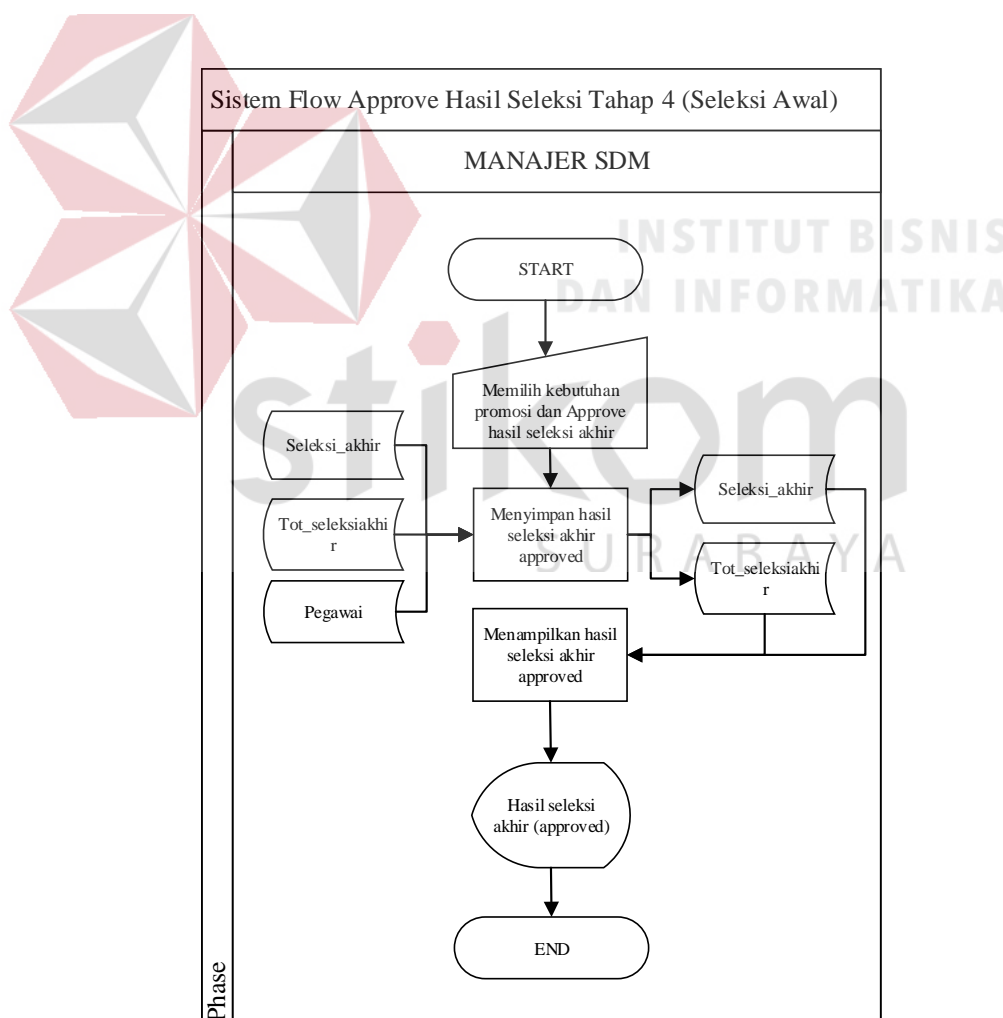 Sistem Flow Approve Hasil Seleksi Tahap 4 (Seleksi Awal)
MANAJER SDM
INSTITUT BISNIS
DAN INFORMATIKA
stikom
SURABAYA
START
Memilih kebutuhan
promosi dan Approve
hasil seleksi akhir
Seleksi_akhir
Tot_seleksiakhi
r
Pegawai
Menyimpan hasil
seleksi akhir
approved
Seleksi_akhir
Tot_seleksiakhi
r
Menampilkan hasil
seleksi akhir
approved
Hasil seleksi
akhir (approved)
END
Phase